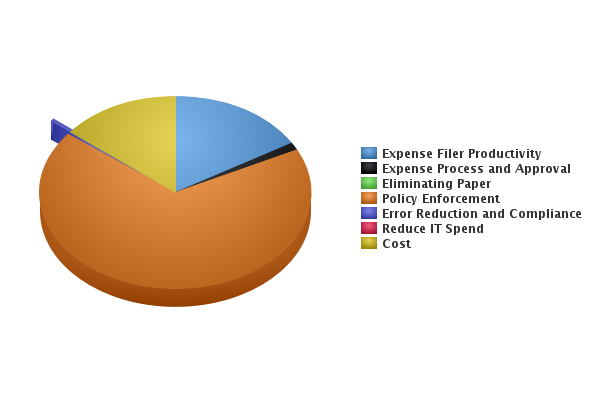 Expense Filer Productivity
Expense Process and Approval
Eliminating Paper
Policy Enforcement
Error Reduction and Compliance
Reduce IT Spend
Cost